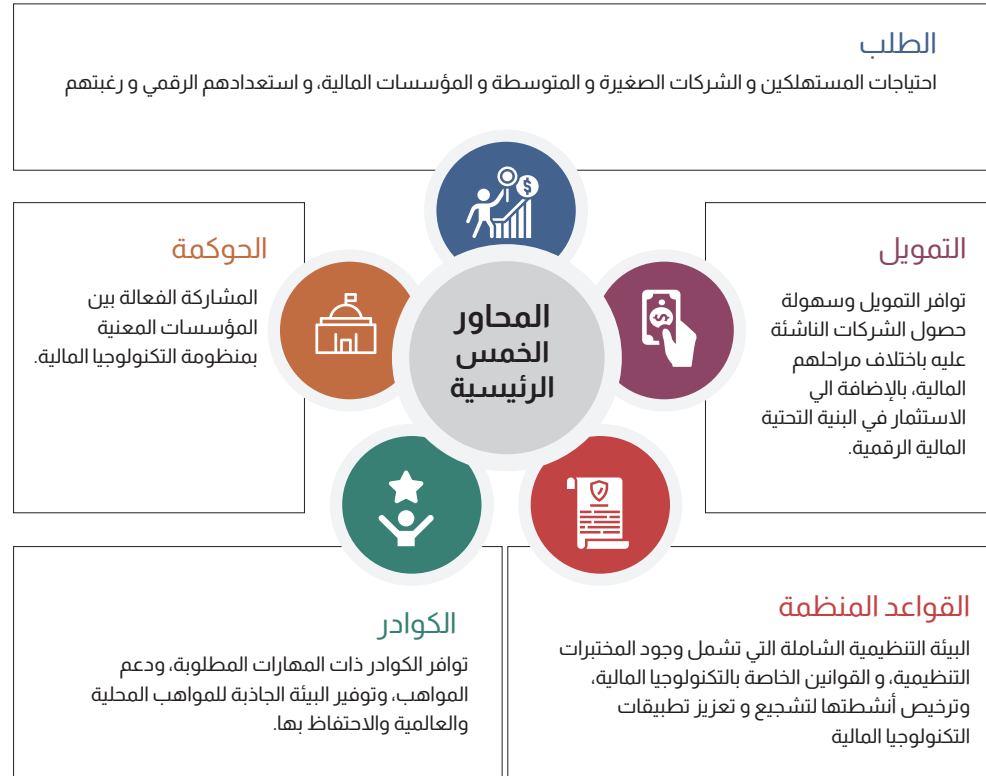 الطلب
احتياجات المستهلكين و الشركات الصغيرة و المتوسطة و المؤسسات المالية، و استعدادهم الرقمي و رغبتهم
التمويل
توافر التمويل وسهولة
حصول الشركات الناشئة
عليه باختلاف مراحلهم
المالية، بالإضافة الي
الاستثمار في البنية التحتية
المالية الرقمية.
المحاور
الخمس
الرئيسية
الحوكمة
المشاركة الفعالة بين
المؤسسات المعنية
بمنظومة التكنولوجيا المالية.
القواعد المنظمة
البيئة التنظيمية الشاملة التي تشمل وجود المختبرات
التنظيمية، و القوانين الخاصة بالتكنولوجيا المالية،
وترخيص أنشطتها لتشجيع و تعزيز تطبيقات
التكنولوجيا المالية
الكوادر
توافر الكوادر ذات المهارات المطلوبة، ودعم
المواهب، وتوفير البيئة الجاذبة للمواهب المحلية
والعالمية والاحتفاظ بها.